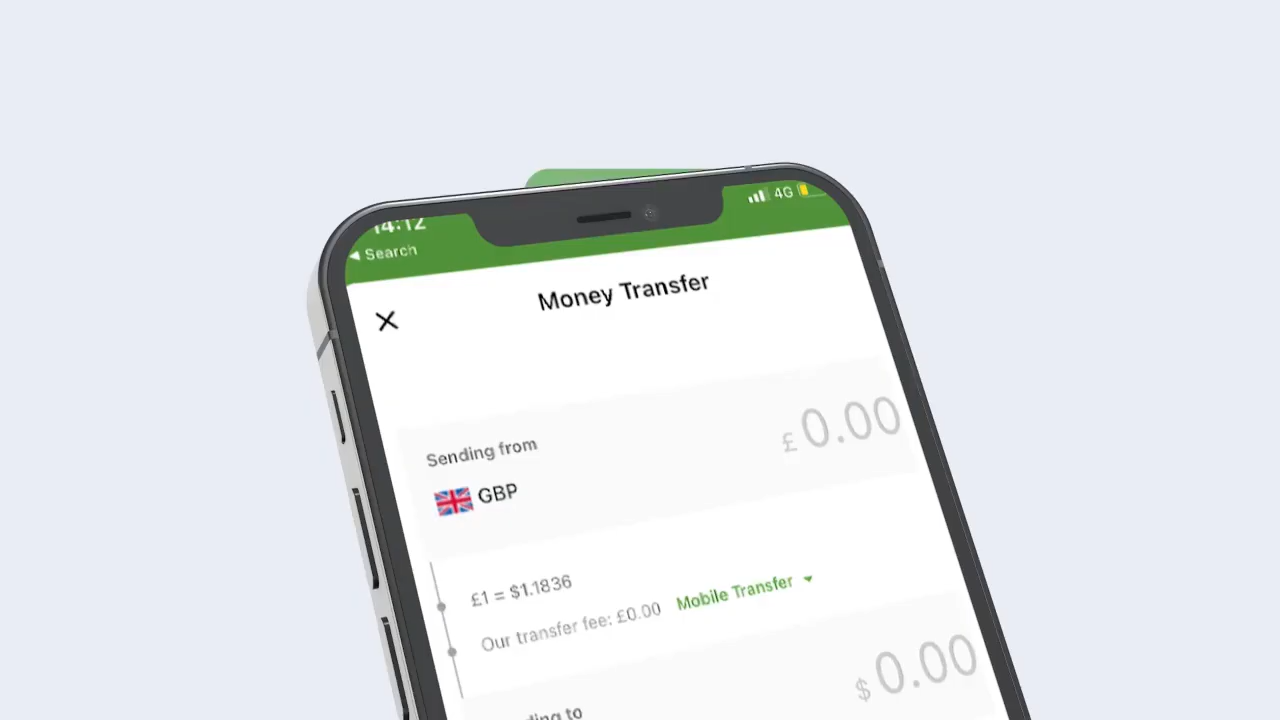 14:12
4G
◀ Search
Money Transfer
Sending from
£ 0.00
GBP
£1 = $1.1836
Our transfer fee: £0.00 Mobile Transfer
$ 0.00
to